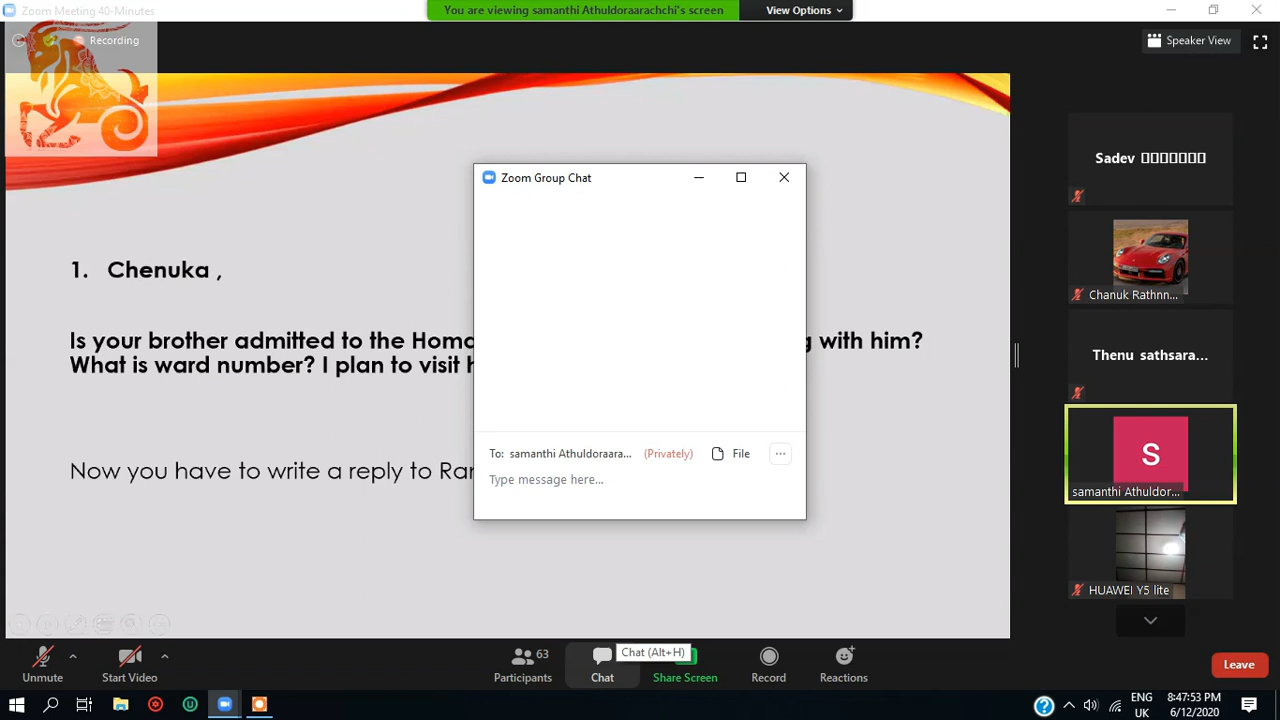 Zoom Meeting 40-Minutes
You are viewing samanthi Athuldoraarachchi's screen
View Options
Recording
Speaker View
Sadev
Chanuk Rathnn...
Thenu sathsara...
S
samanthi Athuldor...
HUAWEI Y5 lite
1. Chenuka ,
Is your brother admitted to the Homa
with him?
What is ward number? I plan to visit
Now you have to write a reply to
Zoom Group Chat
To: samanthi Athuldoraara... (Privately) File ...
Type message here...
Chat (Alt+H)
Unmute
Start Video
63
Participants
Chat
Share Screen
Record
Reactions
Leave
ENG
UK
8:47:53 PM
6/12/2020